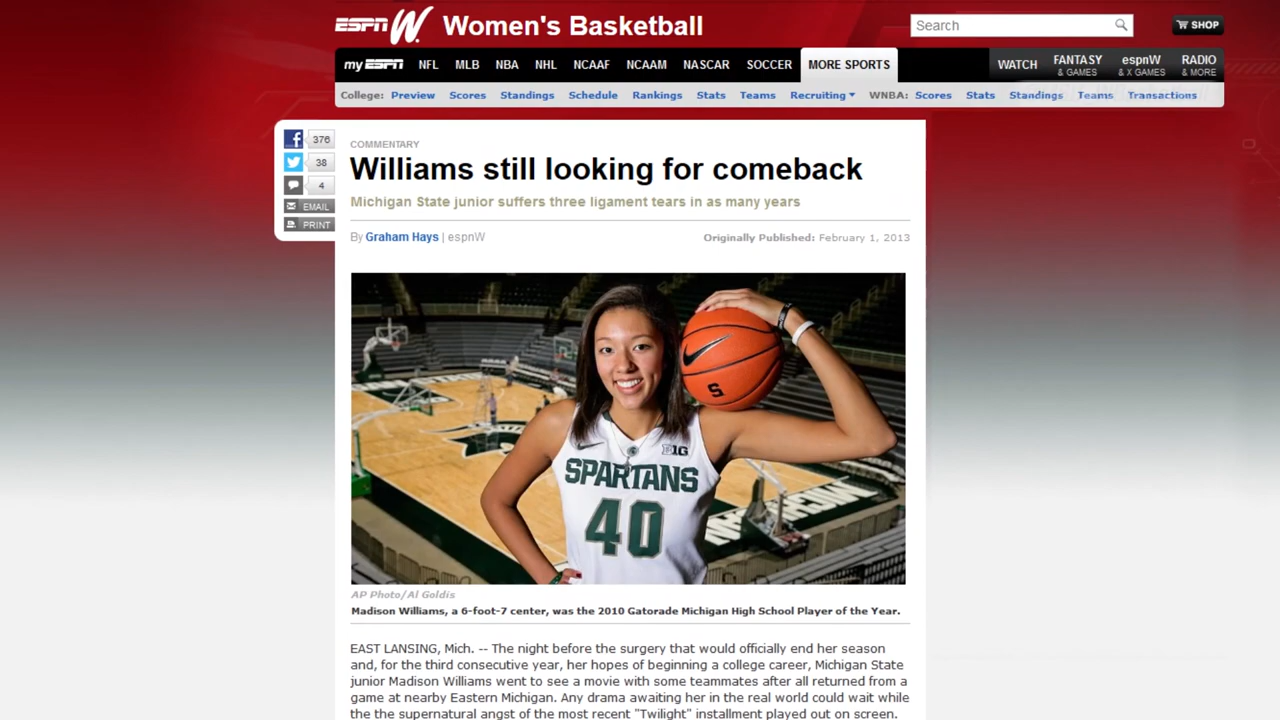 ESPN W Women's Basketball
Search
SHOP
my ESPN NFL MLB NBA NHL NCAAF NCAAM NASCAR SOCCER MORE SPORTS WATCH FANTASY & GAMES espnW & X GAMES RADIO & MORE
College: Preview Scores Standings Schedule Rankings Stats Teams Recruiting WNBA: Scores Stats Standings Teams Transactions
376
38
4
EMAIL
PRINT
COMMENTARY
Williams still looking for comeback
Michigan State junior suffers three ligament tears in as many years
By Graham Hays | espnW
Originally Published: February 1, 2013
S
B1G
SPARTANS
40
AP Photo/Al Goldis
Madison Williams, a 6-foot-7 center, was the 2010 Gatorade Michigan High School Player of the Year.
EAST LANSING, Mich. -- The night before the surgery that would officially end her season
and, for the third consecutive year, her hopes of beginning a college career, Michigan State
junior Madison Williams went to see a movie with some teammates after all returned from a
game at nearby Eastern Michigan. Any drama awaiting her in the real world could wait while
the the supernatural angst of the most recent "Twilight" installment played out on screen.